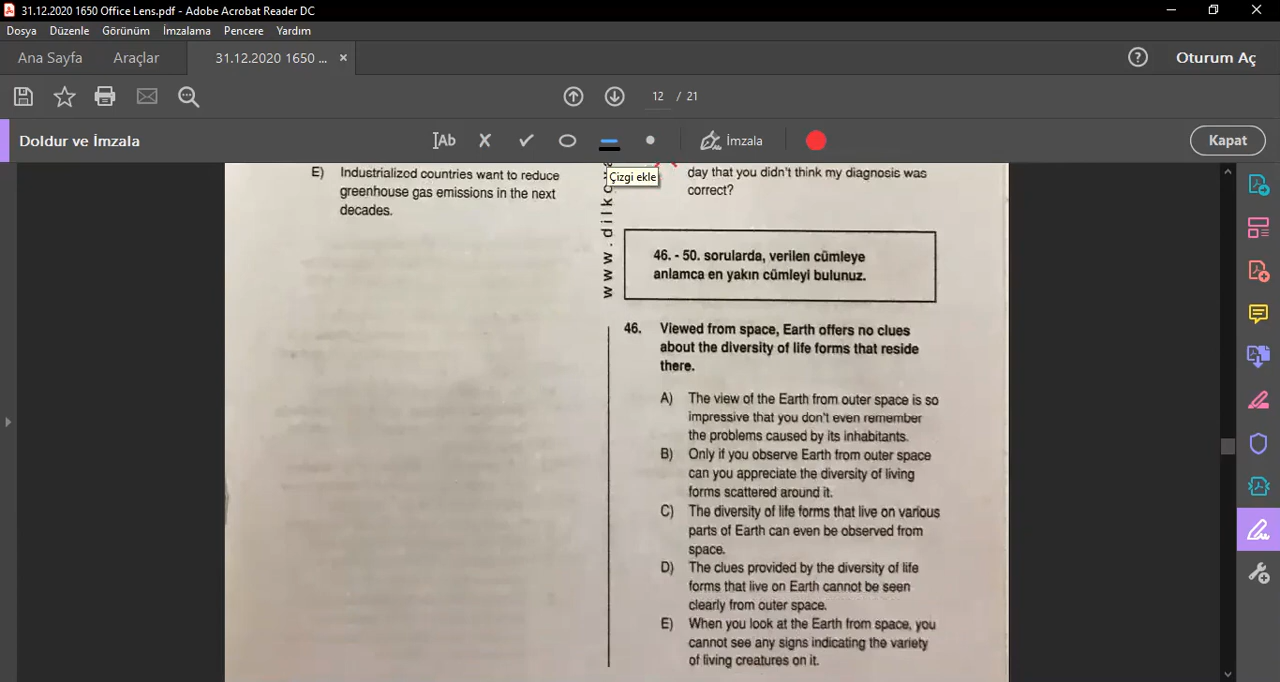 31.12.2020 1650 Office Lens.pdf - Adobe Acrobat Reader DC
Dosya Düzenle Görünüm İmzalama Pencere Yardım
Ana Sayfa Araçlar 31.12.2020 1650 ... × ? Oturum Aç
12 / 21
Doldur ve İmzala Ab İmzala Kapat
Çizgi ekle
E) Industrialized countries want to reduce
greenhouse gas emissions in the next
decades.
www.dilko
day that you didn't think my diagnosis was
correct?
46. - 50. sorularda, verilen cümleye
anlamca en yakın cümleyi bulunuz.
46. Viewed from space, Earth offers no clues
about the diversity of life forms that reside
there.
A) The view of the Earth from outer space is so
impressive that you don't even remember
the problems caused by its inhabitants.
B) Only if you observe Earth from outer space
can you appreciate the diversity of living
forms scattered around it.
C) The diversity of life forms that live on various
parts of Earth can even be observed from
space.
D) The clues provided by the diversity of life
forms that live on Earth cannot be seen
clearly from outer space.
E) When you look at the Earth from space, you
cannot see any signs indicating the variety
of living creatures on it.